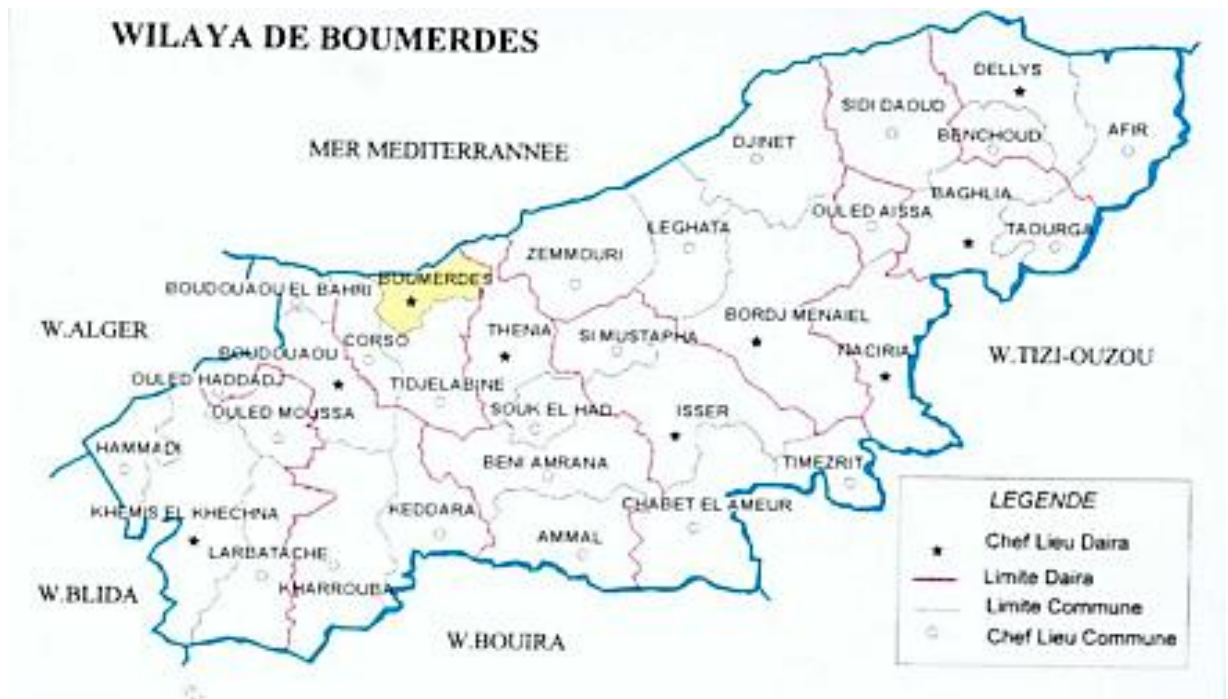 WILAYA DE BOUMERDES
DELLYS
SIDI DAOUD
AFIR
BENCHOUD
DJINET
MER MEDITERRANNEE
BAGHLIA
OULED AISSA
TAOURGA
LEGHATA
ZEMMOURI
BOUMERDES
BOUDOUAOU EL BAHRI
W.ALGER
THENIA
SI MUSTAPHA
BORDJ MENAIEL
CORSO
NACIRIA
W.TIZI-OUZOU
BOUDOUAOU
OULED HADDADJ
TIDJELABINE
OULED MOUSSA
SOUK EL HAD
ISSER
HAMMADI
BENI AMRANA
TIMEZRIT
KHEMIS EL KHECHNA
KEDDARA
CHABET EL AMEUR
LARBATACHE
AMMAL
KHARROUBA
W.BLIDA
W.BOUIRA
LEGENDE
Chef Lieu Daira
Limite Daira
Limite Commune
Chef Lieu Commune